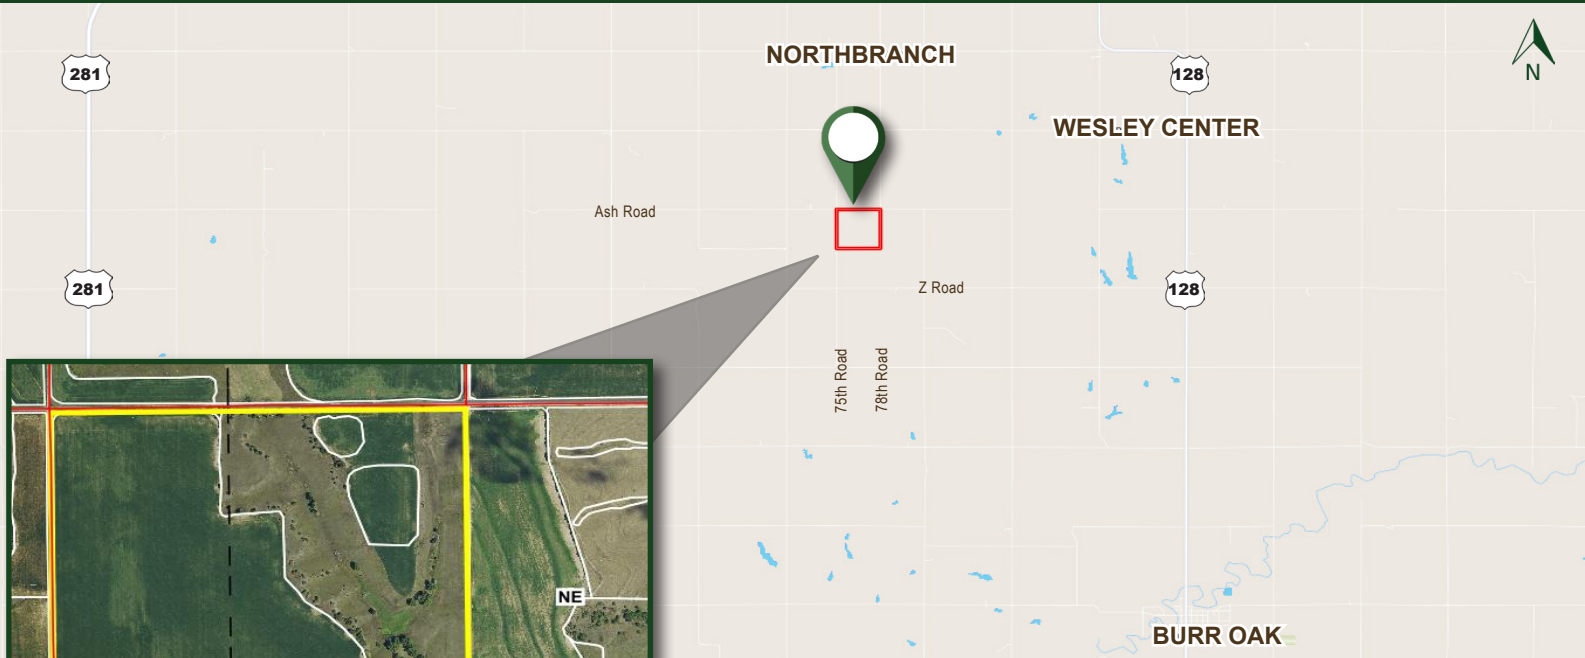 NORTHBRANCH
281
128
N
WESLEY CENTER
Ash Road
281
Z Road
128
75th Road
78th Road
NE
BURR OAK